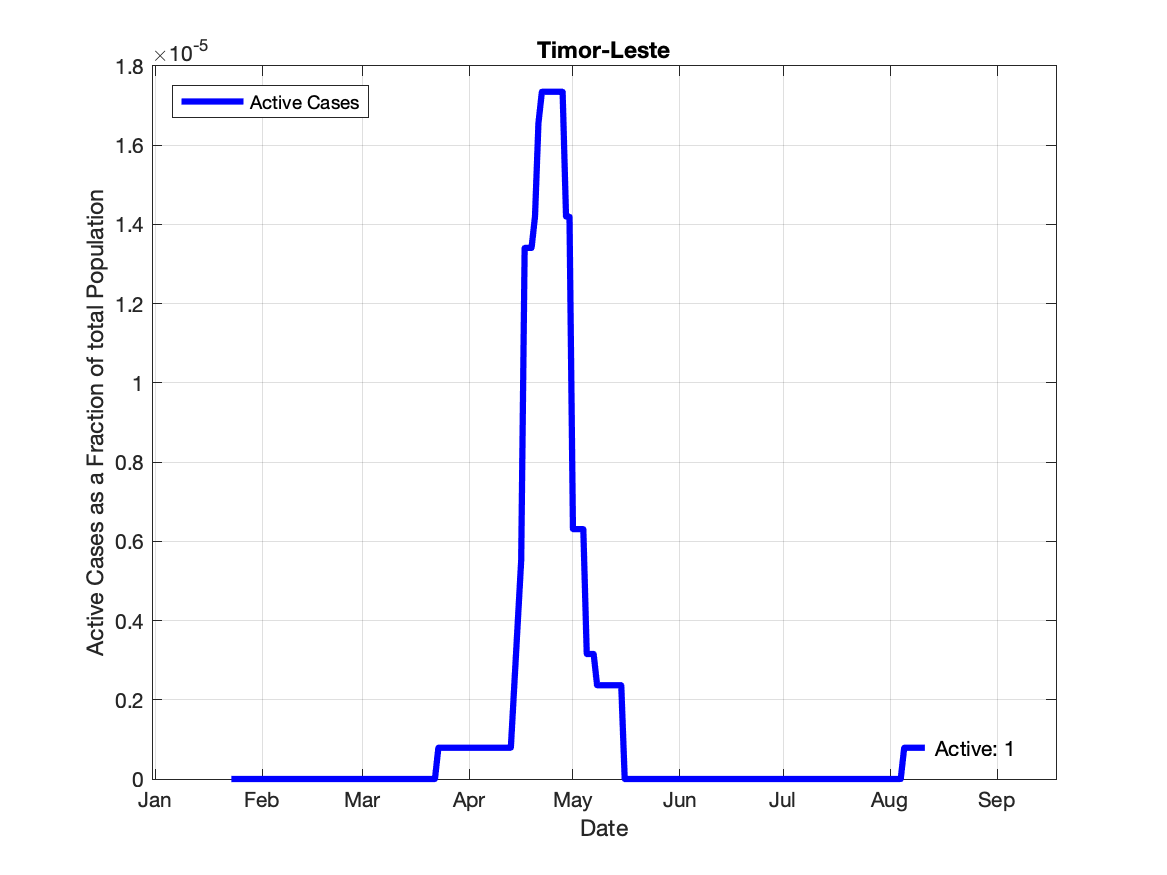 Timor-Leste
×10-5
1.8
1.6
1.4
1.2
1
0.8
0.6
0.4
0.2
0
Active Cases as a Fraction of total Population
Active Cases
Active: 1
Jan Feb Mar Apr May Jun Jul Aug Sep
Date